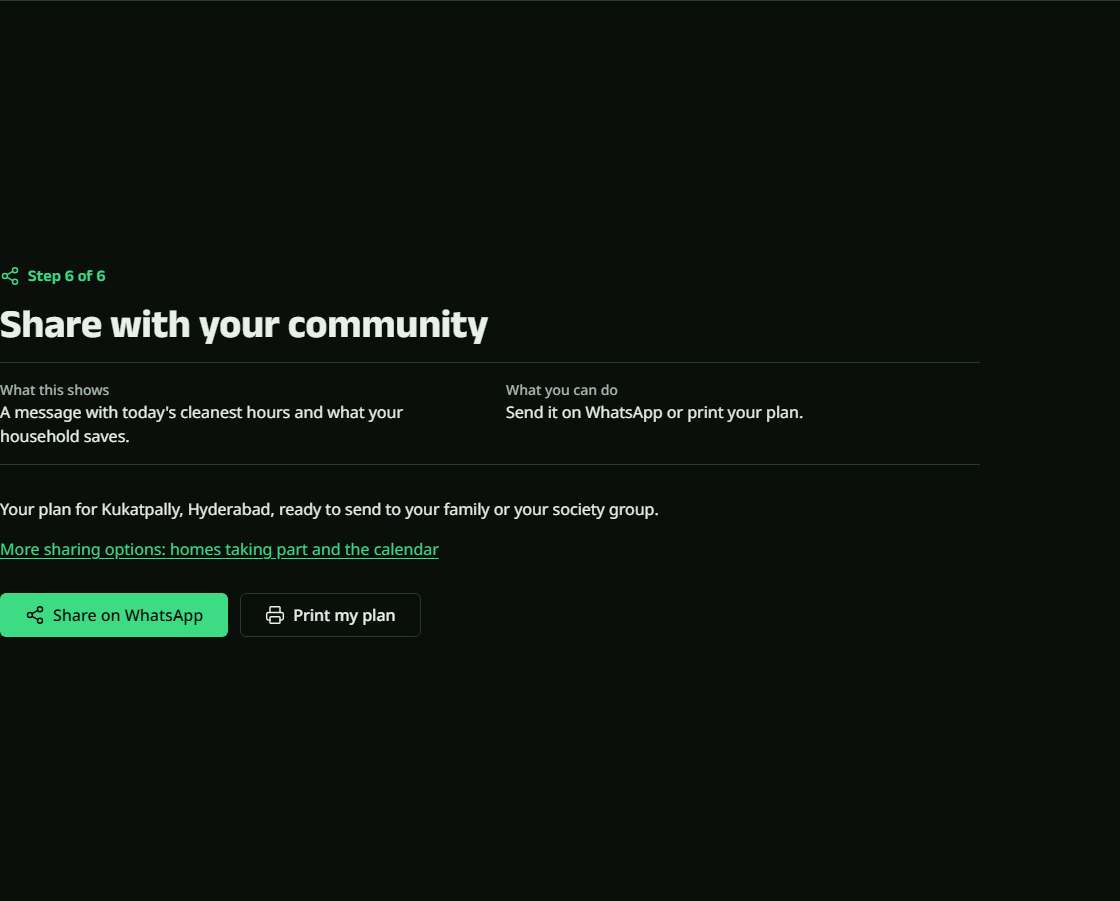 Step 6 of 6
Share with your community
What this shows
A message with today's cleanest hours and what your
household saves.
What you can do
Send it on WhatsApp or print your plan.
Your plan for Kukatpally, Hyderabad, ready to send to your family or your society group.
More sharing options: homes taking part and the calendar
Share on WhatsApp
Print my plan